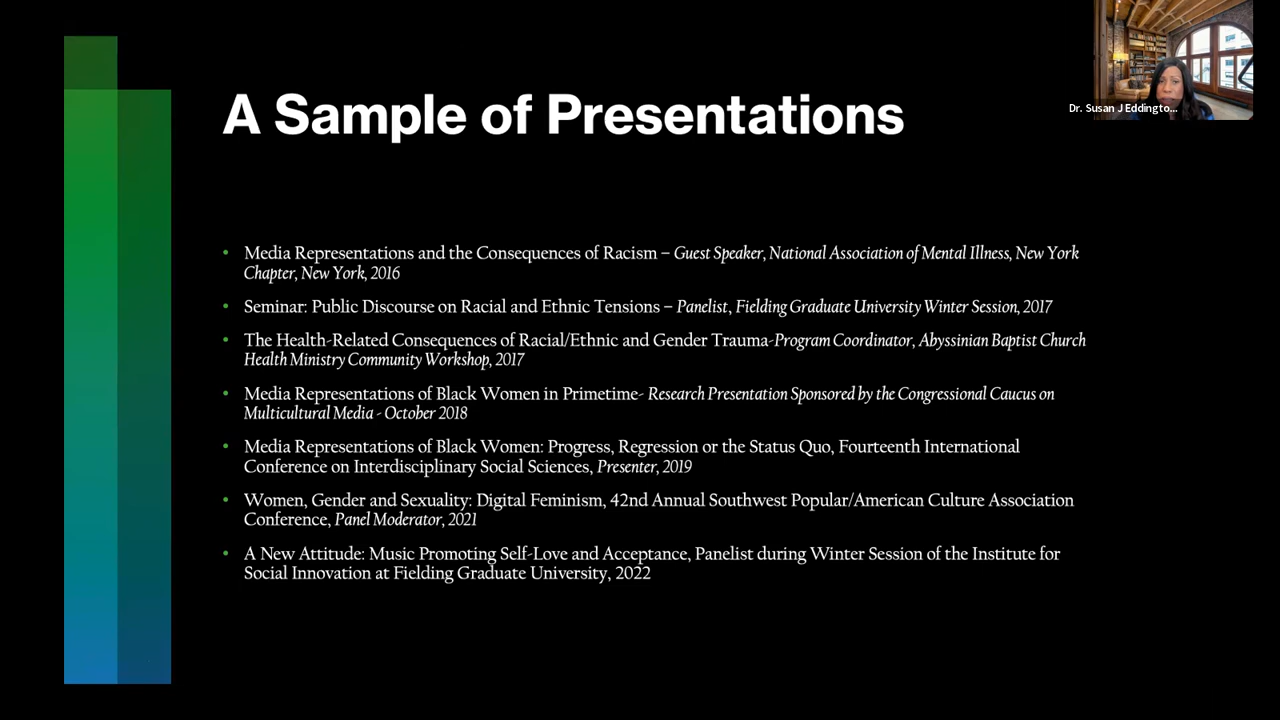 A Sample of Presentations
Dr. Susan J Eddingto...
• Media Representations and the Consequences of Racism – Guest Speaker, National Association of Mental Illness, New York
Chapter, New York, 2016
• Seminar: Public Discourse on Racial and Ethnic Tensions – Panelist, Fielding Graduate University Winter Session, 2017
• The Health-Related Consequences of Racial/Ethnic and Gender Trauma-Program Coordinator, Abyssinian Baptist Church
Health Ministry Community Workshop, 2017
• Media Representations of Black Women in Primetime- Research Presentation Sponsored by the Congressional Caucus on
Multicultural Media - October 2018
• Media Representations of Black Women: Progress, Regression or the Status Quo, Fourteenth International
Conference on Interdisciplinary Social Sciences, Presenter, 2019
• Women, Gender and Sexuality: Digital Feminism, 42nd Annual Southwest Popular/American Culture Association
Conference, Panel Moderator, 2021
• A New Attitude: Music Promoting Self-Love and Acceptance, Panelist during Winter Session of the Institute for
Social Innovation at Fielding Graduate University, 2022